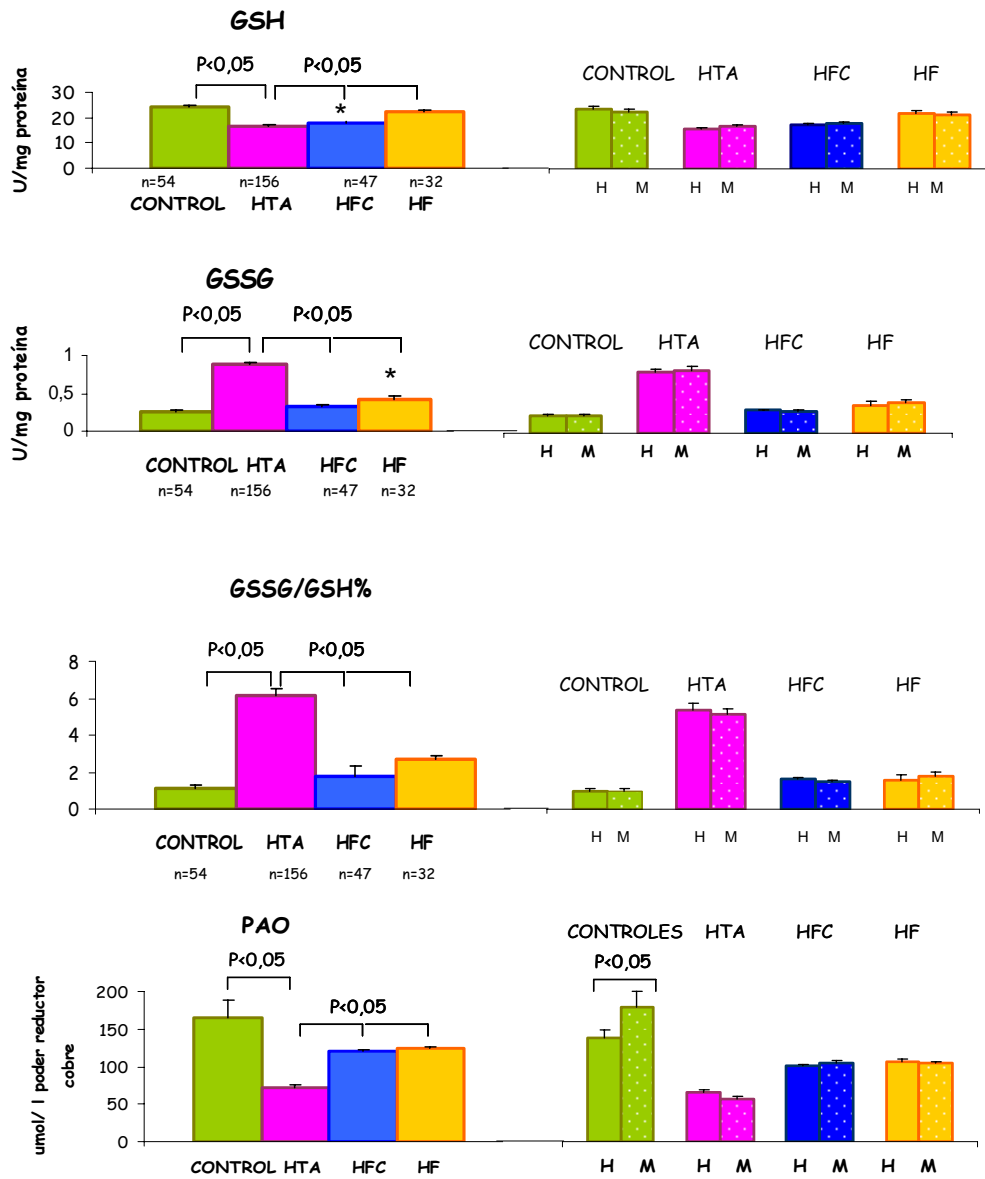 GSH
P<0,05
P<0,05
CONTROL
HTA
HFC
HF
U/mg proteína
30
20
10
0
*
n=54
n=156
n=47
n=32
CONTROL
HTA
HFC
HF
H
M
H
M
H
M
H
M
GSSG
P<0,05
P<0,05
CONTROL
HTA
HFC
HF
U/mg proteína
1
0,5
0
*
CONTROL
HTA
HFC
HF
n=54
n=156
n=47
n=32
H
M
H
M
H
M
H
M
GSSG/GSH%
P<0,05
P<0,05
CONTROL
HTA
HFC
HF
8
6
4
2
0
CONTROL
HTA
HFC
HF
n=54
n=156
n=47
n=32
H
M
H
M
H
M
H
M
PAO
P<0,05
P<0,05
CONTROLES
HTA
HFC
HF
P<0,05
umol/ l poder reductor
cobre
200
150
100
50
0
CONTROL
HTA
HFC
HF
H
M
H
M
H
M
H
M